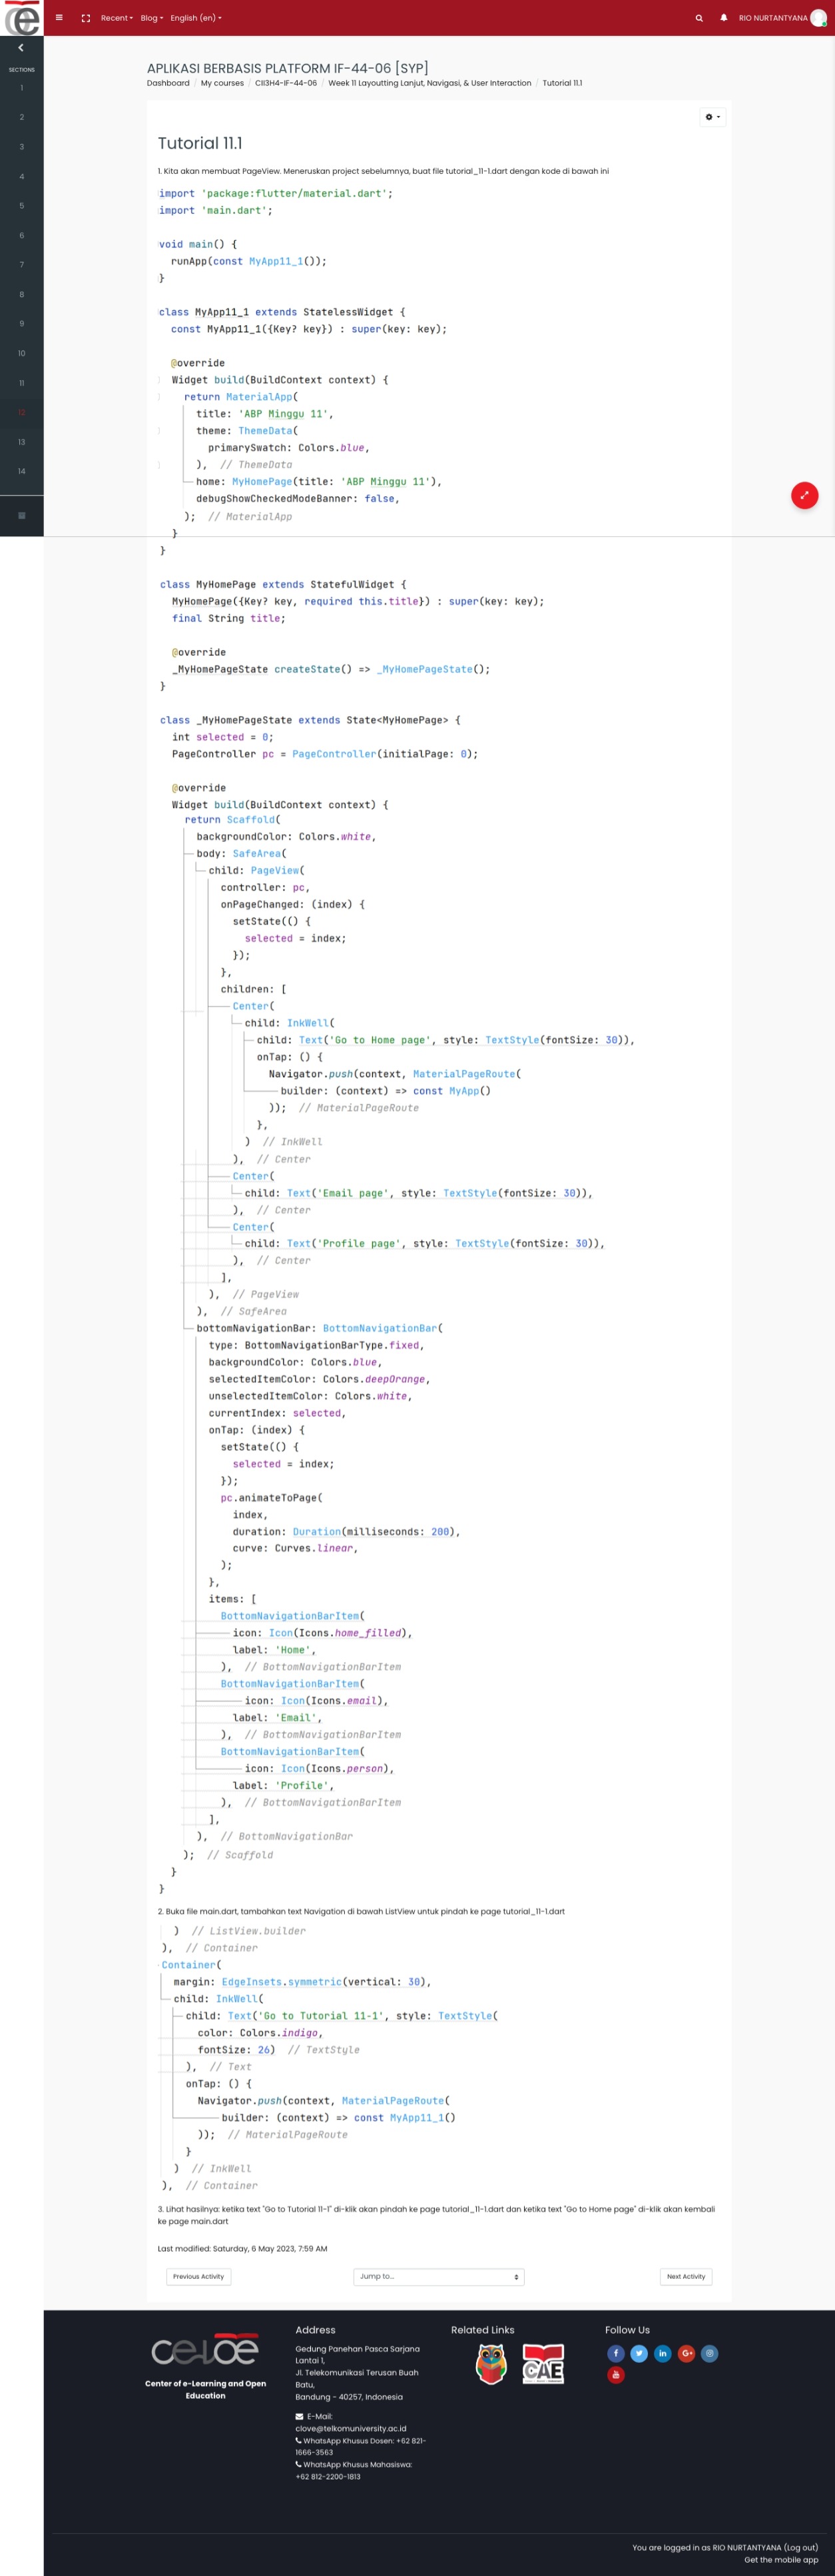 Recent Blog English (en) RIO NURTANTYANA
SECTIONS
1
2
3
4
5
6
7
8
9
10
11
12
13
14
APLIKASI BERBASIS PLATFORM IF-44-06 [SYP]
Dashboard / My courses / CII3H4-IF-44-06 / Week 11 Layoutting Lanjut, Navigasi, & User Interaction / Tutorial 11.1
Tutorial 11.1
1. Kita akan membuat PageView. Meneruskan project sebelumnya, buat file tutorial_11-1.dart dengan kode di bawah ini
import 'package:flutter/material.dart';
import 'main.dart';
void main() {
runApp(const MyApp11_1());
}
class MyApp11_1 extends StatelessWidget {
const MyApp11_1({Key? key}) : super(key: key);
@override
Widget build(BuildContext context) {
return MaterialApp(
title: 'ABP Minggu 11',
theme: ThemeData(
primarySwatch: Colors.blue,
), // ThemeData
home: MyHomePage(title: 'ABP Minggu 11'),
debugShowCheckedModeBanner: false,
); // MaterialApp
}
}
class MyHomePage extends StatefulWidget {
MyHomePage({Key? key, required this.title}) : super(key: key);
final String title;
@override
_MyHomePageState createState() => _MyHomePageState();
}
class _MyHomePageState extends State<MyHomePage> {
int selected = 0;
PageController pc = PageController(initialPage: 0);
@override
Widget build(BuildContext context) {
return Scaffold(
backgroundColor: Colors.white,
body: SafeArea(
child: PageView(
controller: pc,
onPageChanged: (index) {
setState(() {
selected = index;
});
},
children: [
Center(
child: InkWell(
child: Text('Go to Home page', style: TextStyle(fontSize: 30)),
onTap: () {
Navigator.push(context, MaterialPageRoute(
builder: (context) => const MyApp()
)); // MaterialPageRoute
},
) // InkWell
), // Center
Center(
child: Text('Email page', style: TextStyle(fontSize: 30)),
), // Center
Center(
child: Text('Profile page', style: TextStyle(fontSize: 30)),
), // Center
],
), // PageView
), // SafeArea
bottomNavigationBar: BottomNavigationBar(
type: BottomNavigationBarType.fixed,
backgroundColor: Colors.blue,
selectedItemColor: Colors.deepOrange,
unselectedItemColor: Colors.white,
currentIndex: selected,
onTap: (index) {
setState(() {
selected = index;
});
pc.animateToPage(
index,
duration: Duration(milliseconds: 200),
curve: Curves.linear,
);
},
items: [
BottomNavigationBarItem(
icon: Icon(Icons.home_filled),
label: 'Home',
), // BottomNavigationBarItem
BottomNavigationBarItem(
icon: Icon(Icons.email),
label: 'Email',
), // BottomNavigationBarItem
BottomNavigationBarItem(
icon: Icon(Icons.person),
label: 'Profile',
), // BottomNavigationBarItem
],
), // BottomNavigationBar
); // Scaffold
}
}
2. Buka file main.dart, tambahkan text Navigation di bawah ListView untuk pindah ke page tutorial_11-1.dart
) // ListView.builder
), // Container
Container(
margin: EdgeInsets.symmetric(vertical: 30),
child: InkWell(
child: Text('Go to Tutorial 11-1', style: TextStyle(
color: Colors.indigo,
fontSize: 26) // TextStyle
), // Text
onTap: () {
Navigator.push(context, MaterialPageRoute(
builder: (context) => const MyApp11_1()
)); // MaterialPageRoute
}
) // InkWell
), // Container
3. Lihat hasilnya: ketika text "Go to Tutorial 11-1" di-klik akan pindah ke page tutorial_11-1.dart dan ketika text "Go to Home page" di-klik akan kembali
ke page main.dart
Last modified: Saturday, 6 May 2023, 7:59 AM
Previous Activity Jump to... Next Activity
celoe
Center of e-Learning and Open
Education
Address
Gedung Panehan Pasca Sarjana
Lantai 1,
Jl. Telekomunikasi Terusan Buah
Batu,
Bandung - 40257, Indonesia
E-Mail:
clove@telkomuniversity.ac.id
WhatsApp Khusus Dosen: +62 821-
1666-3563
WhatsApp Khusus Mahasiswa:
+62 812-2200-1813
Related Links
CAE
Follow Us
You are logged in as RIO NURTANTYANA (Log out)
Get the mobile app